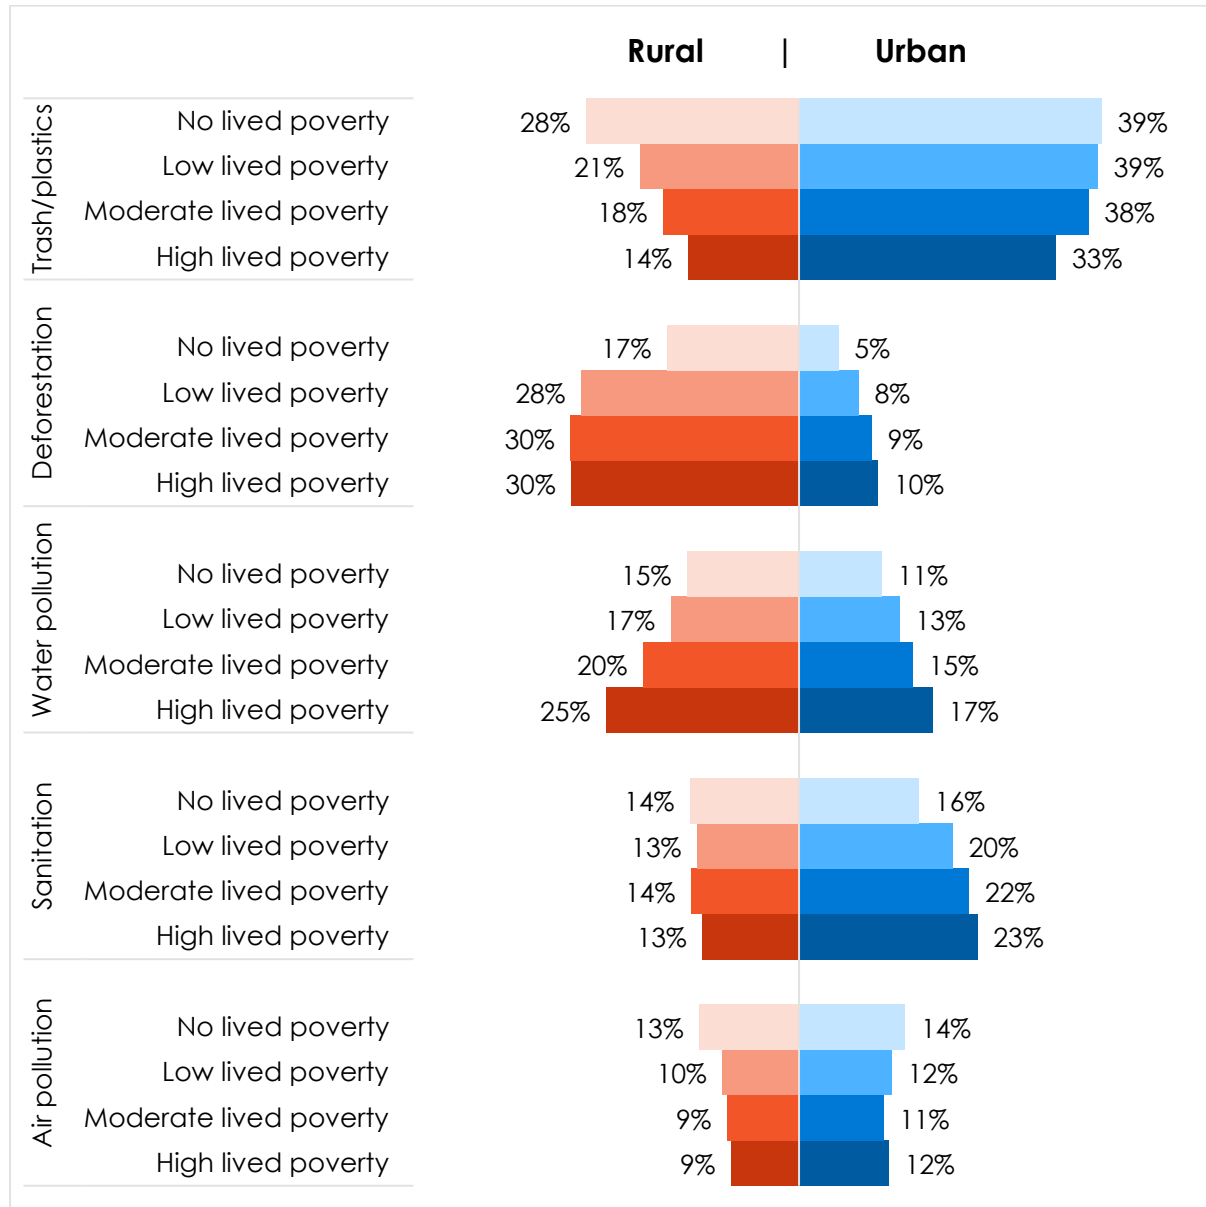 Rural | Urban
Trash/plastics
No lived poverty 28% 39%
Low lived poverty 21% 39%
Moderate lived poverty 18% 38%
High lived poverty 14% 33%
Deforestation
No lived poverty 17% 5%
Low lived poverty 28% 8%
Moderate lived poverty 30% 9%
High lived poverty 30% 10%
Water pollution
No lived poverty 15% 11%
Low lived poverty 17% 13%
Moderate lived poverty 20% 15%
High lived poverty 25% 17%
Sanitation
No lived poverty 14% 16%
Low lived poverty 13% 20%
Moderate lived poverty 14% 22%
High lived poverty 13% 23%
Air pollution
No lived poverty 13% 14%
Low lived poverty 10% 12%
Moderate lived poverty 9% 11%
High lived poverty 9% 12%